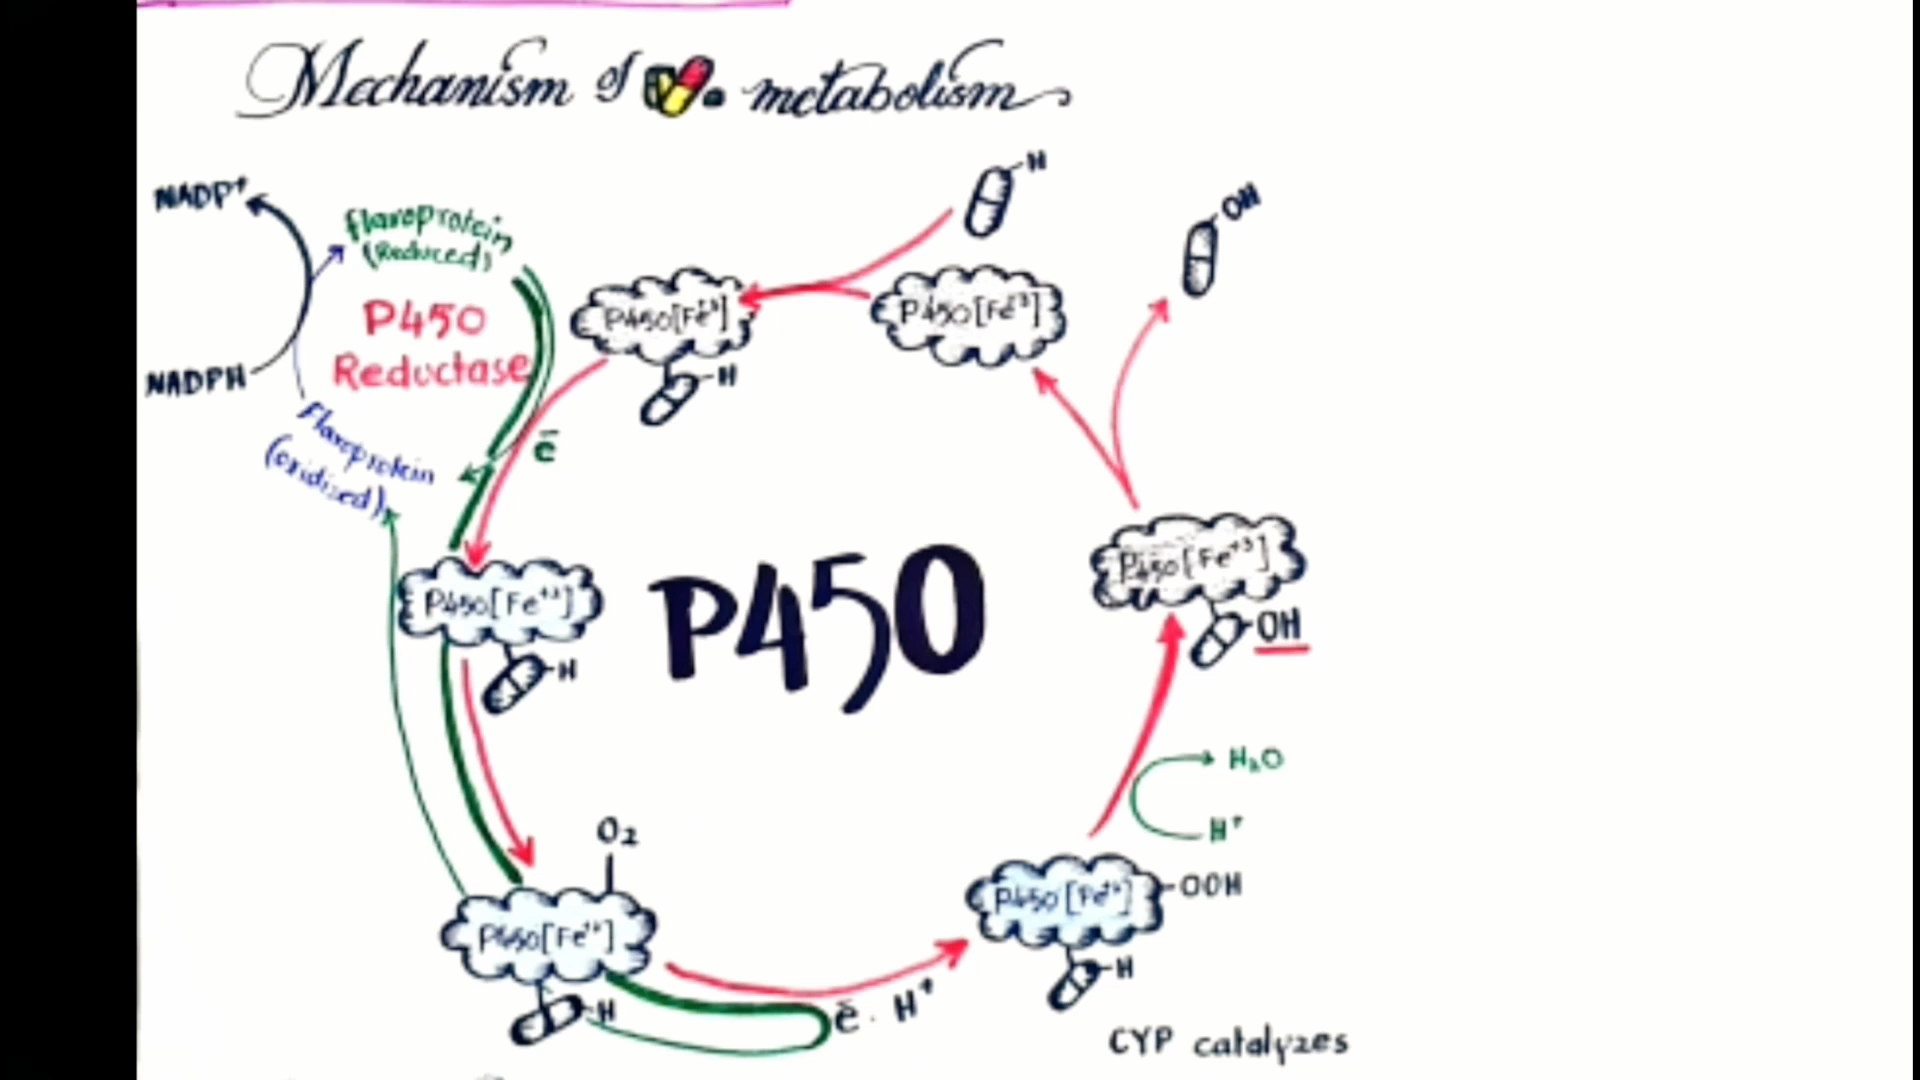 Mechanism of metabolism
NADP+
flavoprotein
(Reduced)
P450
Reductase
NADPH
Flavoprotein
(oxidised)
H
P450[Fe+3]
H
P450[Fe+3]
OH
ē
P450[Fe+2]
H
P450
P450[Fe+3]
OH
H2O
H+
O2
P450[Fe+2]
H
ē . H+
P450[Fe+2]
OOH
H
CYP catalyzes